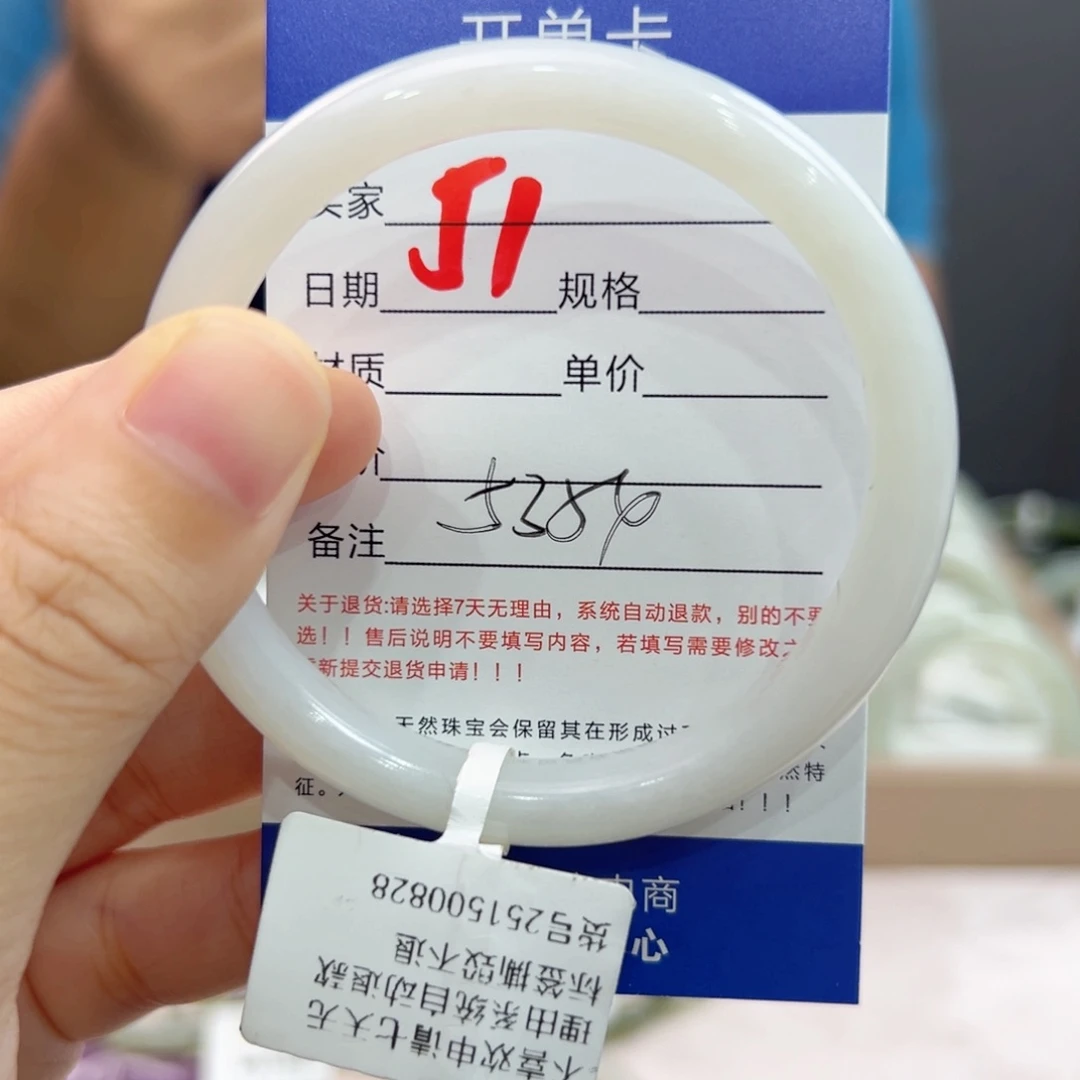 开单卡
买家 J1
日期 规格
材质 单价
价
备注 5384
关于退货:请选择7天无理由，系统自动退款，别的不要
选！！售后说明不要填写内容，若填写需要修改
新提交退货申请！！！
天然珠宝会保留其在形成过
然特
征。
！！！
电商
心
货号251500828
标签撕毁不退
理由系统自动退款
不喜欢申请七天无